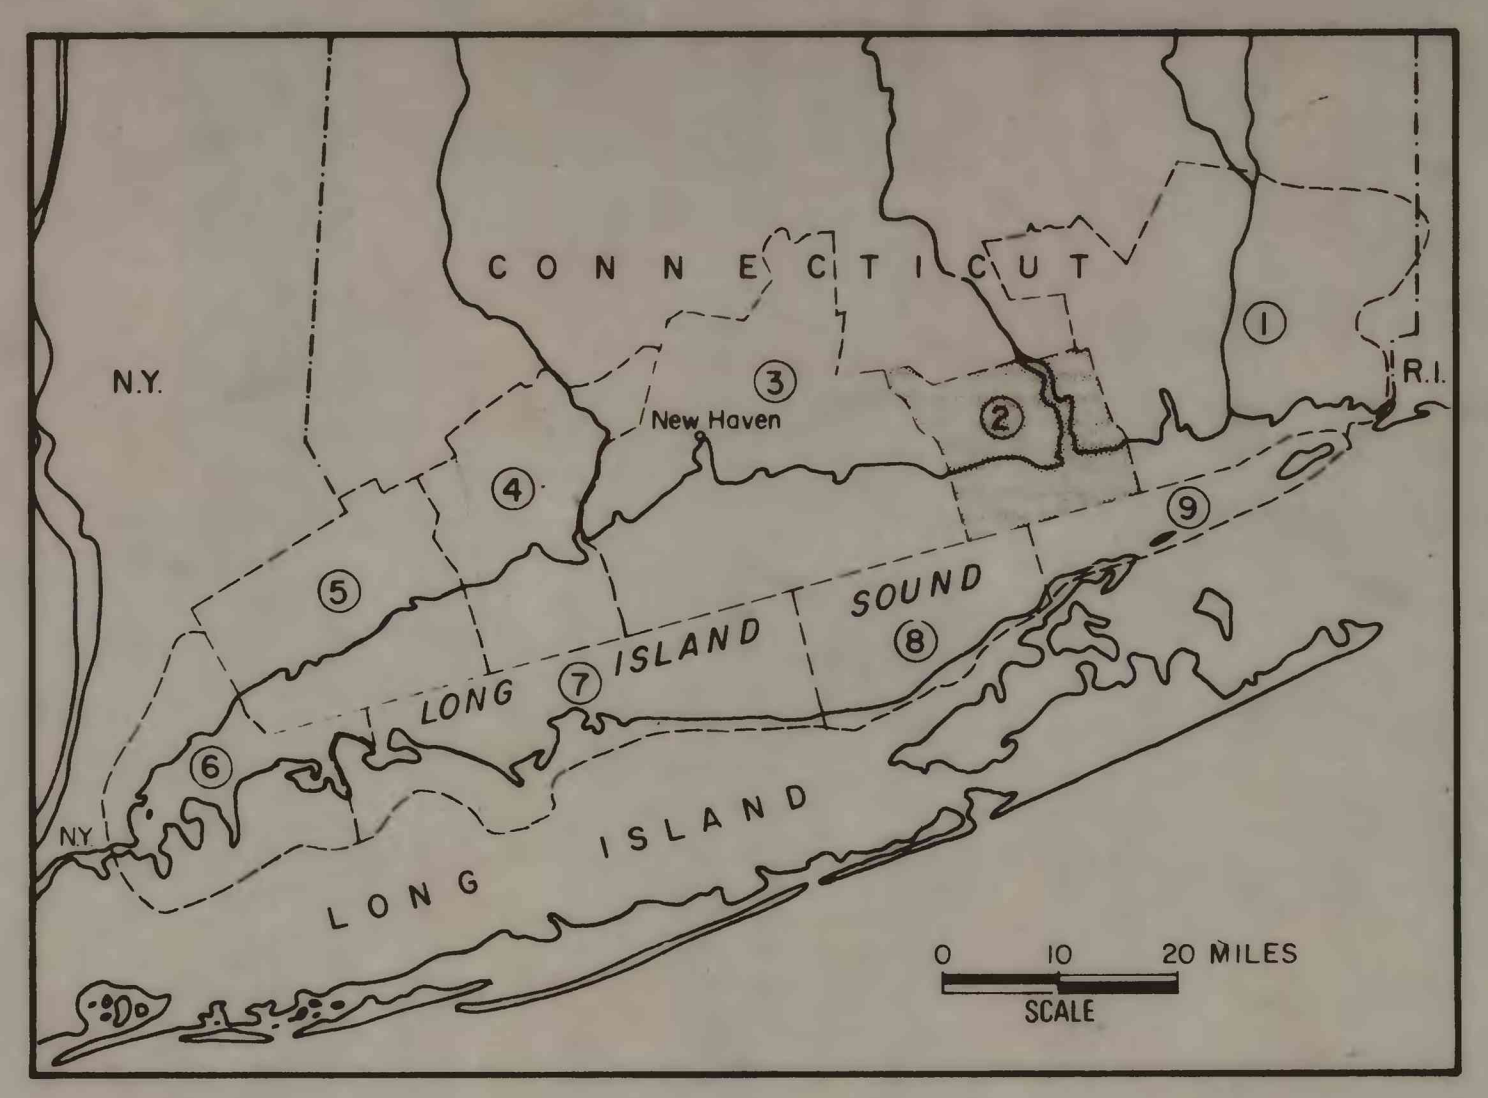 CONNECTICUT
1
N.Y.
3
R.I.
2
New Haven
4
9
5
SOUND
8
ISLAND
7
LONG
6
N.Y.
ISLAND
LONG
0 10 20 MILES
SCALE